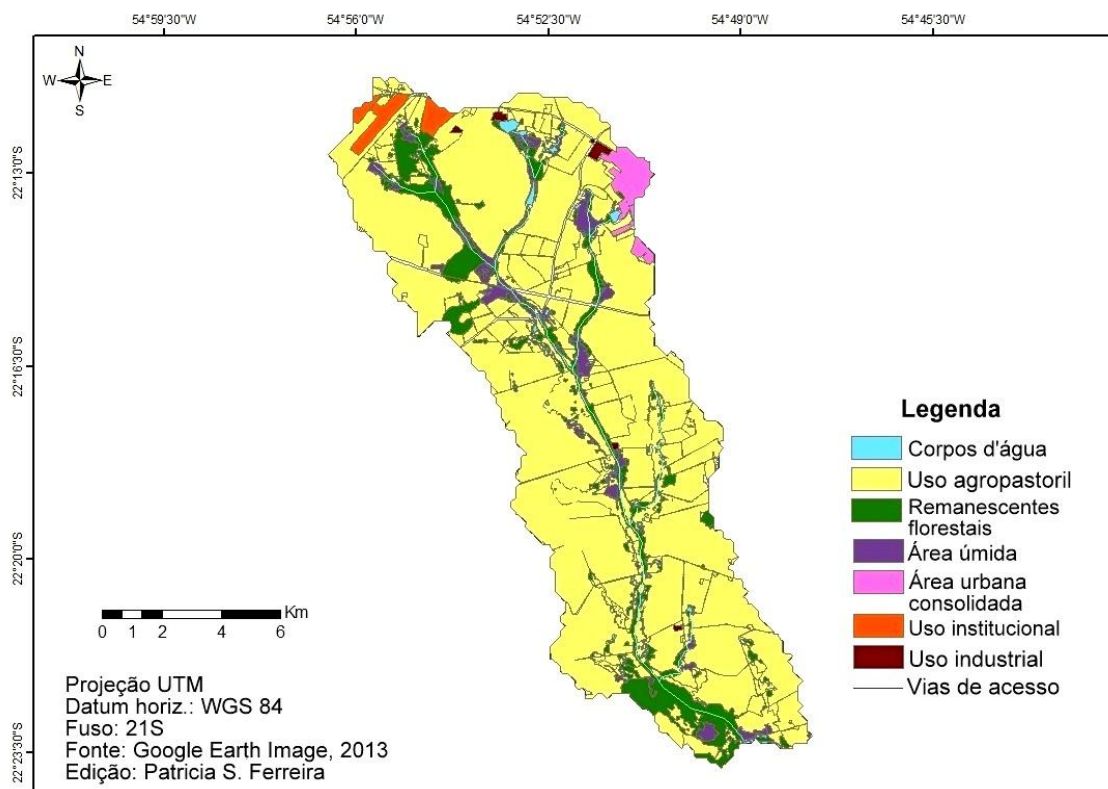 54°59'30"W 54°56'0"W 54°52'30"W 54°49'0"W 54°45'30"W
N
W E
S
22°13'0"S
22°16'30"S
22°20'0"S
22°23'30"S
Legenda
Corpos d'água
Uso agropastoril
Remanescentes
florestais
Área úmida
Área urbana
consolidada
Uso institucional
Uso industrial
Vias de acesso
Km
0 1 2 4 6
Projeção UTM
Datum horiz.: WGS 84
Fuso: 21S
Fonte: Google Earth Image, 2013
Edição: Patricia S. Ferreira